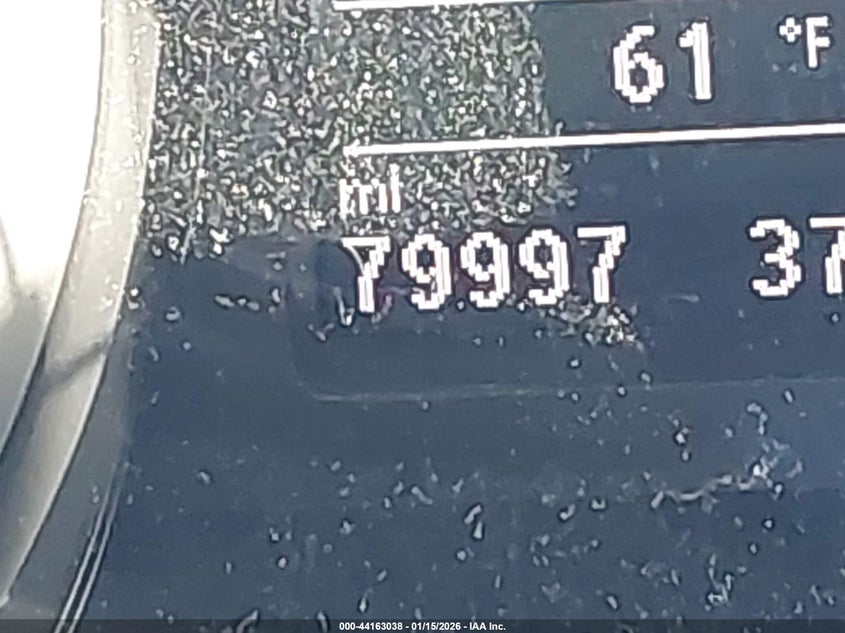 61 °F
mi
79997 37
000-44163038 - 01/15/2026 - IAA Inc.